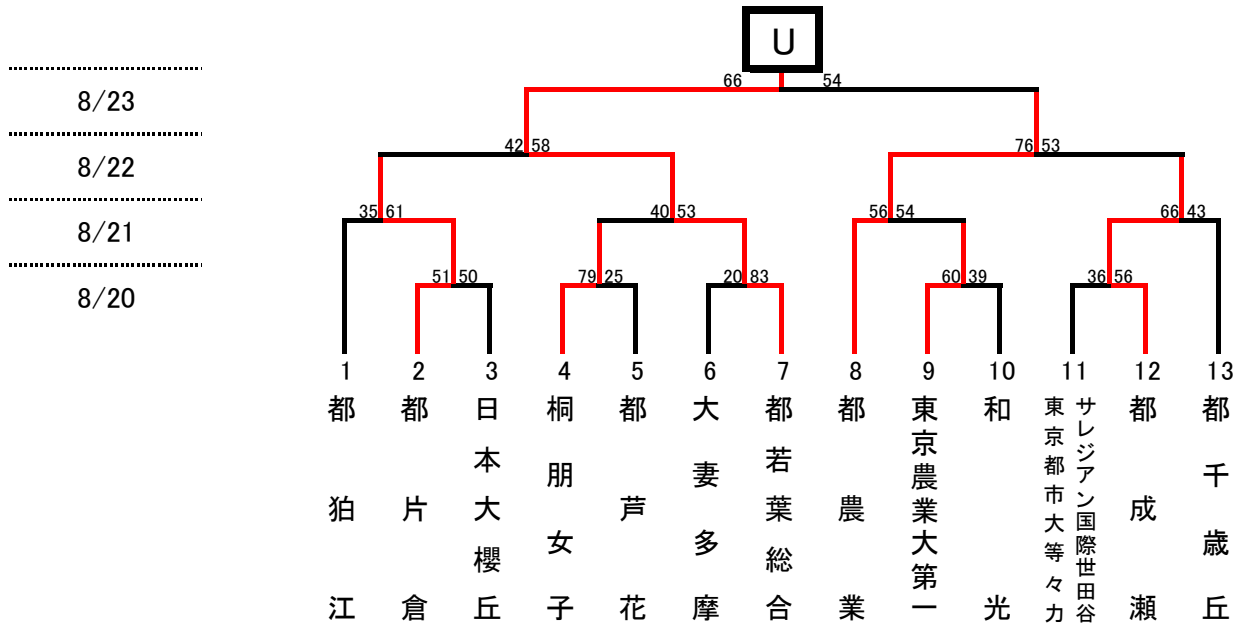 U
66 54
8/23
42 58
76 53
8/22
35 61
40 53
56 54
66 43
8/21
51 50
79 25
20 83
60 39
36 56
8/20
1 2 3 4 5 6 7 8 9 10 11 12 13
都狛江
都片倉
日本大櫻丘
桐朋女子
都芦花
大妻多摩
都若葉総合
都農業
東京農業大第一
和光
サレジアン国際世田谷
東京都市大等々力
都成瀬
都千歳丘